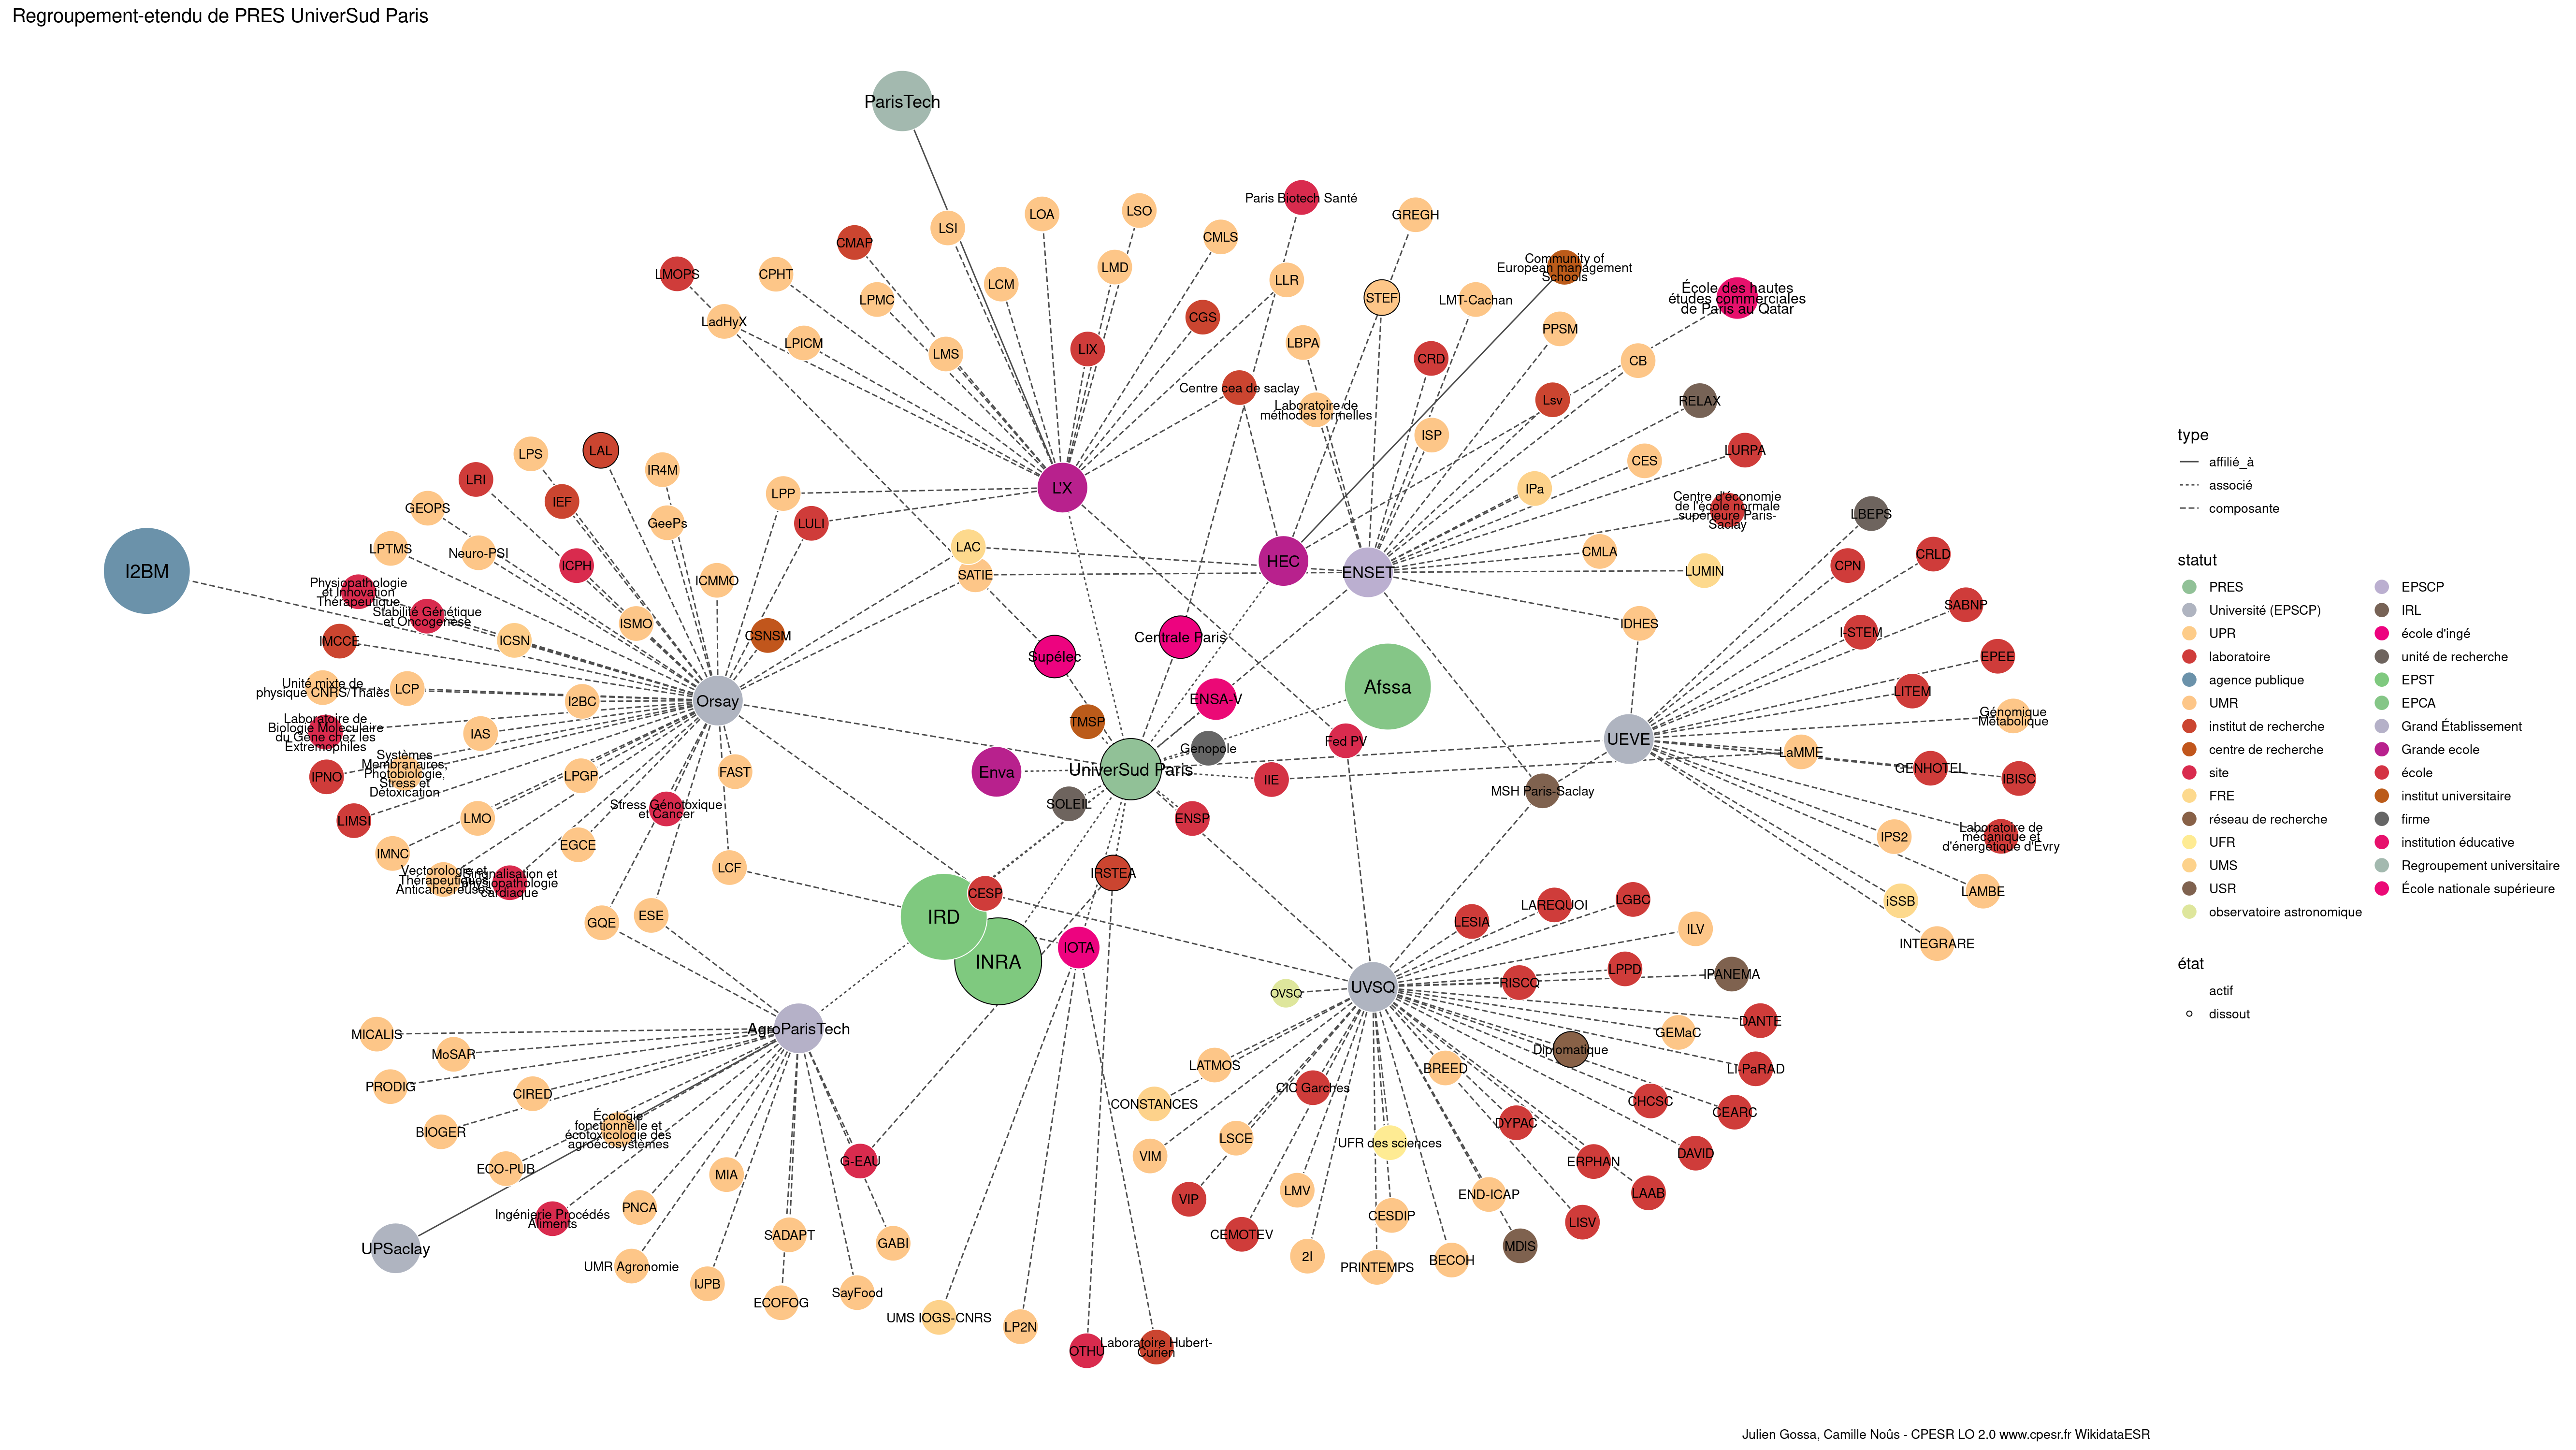 Regroupement-etendu de PRES UniverSud Paris
ParisTech
Paris Biotech Santé
LSI
LOA
LSO
GREGH
CMAP
CMLS
Community of
European management
Schools
LMOPS
CPHT
LCM
LMD
LLR
École des hautes
études commerciales
de Paris au Qatar
LPMC
STEF
LMT-Cachan
LadHyX
CGS
PPSM
LPICM
LMS
LIX
LBPA
CRD
CB
Centre cea de saclay
Lsv
RELAX
Laboratoire de
méthodes formelles
ISP
LAL
LPS
LURPA
IR4M
CES
LRI
L'X
IPa
LPP
IEF
GEOPS
Centre d'économie
de l'école normale
supérieure Paris-
Saclay
LBEPS
GeePs
LULI
LPTMS
Neuro-PSI
LAC
CMLA
CRLD
ICPH
HEC
CPN
I2BM
ENSET
LUMIN
SATIE
ICMMO
Physiopathologie
et Innovation
Thérapeutique
SABNP
Stabilité Génétique
et Oncogenèse
ISMO
IDHES
I-STEM
IMCCE
ICSN
CSNSM
Centrale Paris
Supélec
EPEE
Unité mixte de
physique CNRS/Thales
LCP
Afssa
LITEM
I2BC
Orsay
ENSA-V
Génomique
Métabolique
TMSP
Laboratoire de
Biologie Moleculaire
du Gène chez les
Extremophiles
IAS
Fed PV
UEVE
Genopole
LaMME
Systèmes
Membranaires,
Photobiologie,
Stress et
Détoxication
IPNO
LPGP
FAST
Enva
UniverSud Paris
IIE
GENHOTEL
IBISC
MSH Paris-Saclay
Stress Génotoxique
et Cancer
SOLEIL
LIMSI
LMO
ENSP
Laboratoire de
mécanique et
d'énergétique d'Evry
IPS2
EGCE
IMNC
LCF
IRSTEA
Vectorologie et
Thérapeutiques
Anticancéreuses
Signalisation et
physiopathologie
cardiaque
CESP
LAMBE
LGBC
iSSB
LAREQUOI
GQE
ESE
IRD
LESIA
ILV
INTEGRARE
IOTA
INRA
LPPD
IPANEMA
RISCQ
UVSQ
OVSQ
DANTE
AgroParisTech
MICALIS
GEMaC
MoSAR
Diplomatique
LATMOS
BREED
LI-PaRAD
PRODIG
CIRED
CIC Garches
CONSTANCES
CHCSC
CEARC
Écologie
fonctionnelle et
écotoxicologie des
agroécosystèmes
DYPAC
BIOGER
LSCE
UFR des sciences
DAVID
VIM
G-EAU
ERPHAN
ECO-PUB
MIA
LMV
LAAB
END-ICAP
VIP
PNCA
CESDIP
Ingénierie Procédés
Aliments
LISV
SADAPT
CEMOTEV
GABI
MDIS
UPSaclay
2I
BECOH
UMR Agronomie
PRINTEMPS
IJPB
SayFood
ECOFOG
UMS IOGS-CNRS
LP2N
OTHU
Laboratoire Hubert-
Curien
type
affilié_à
associé
composante
statut
PRES
Université (EPSCP)
UPR
laboratoire
agence publique
UMR
institut de recherche
centre de recherche
site
FRE
réseau de recherche
UFR
UMS
USR
observatoire astronomique
EPSCP
IRL
école d'ingé
unité de recherche
EPST
EPCA
Grand Établissement
Grande ecole
école
institut universitaire
firme
institution éducative
Regroupement universitaire
École nationale supérieure
état
actif
dissout
Julien Gossa, Camille Noûs - CPESR LO 2.0 www.cpesr.fr WikidataESR